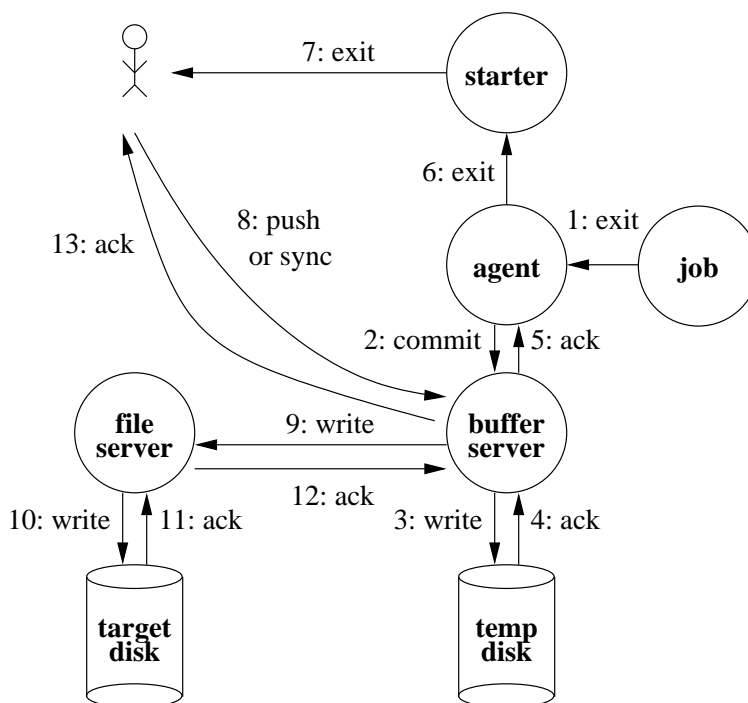 7: exit
starter
6: exit
1: exit
8: push
or sync
13: ack
agent
job
2: commit
5: ack
file
server
9: write
buffer
server
12: ack
10: write
11: ack
3: write
4: ack
target
disk
temp
disk